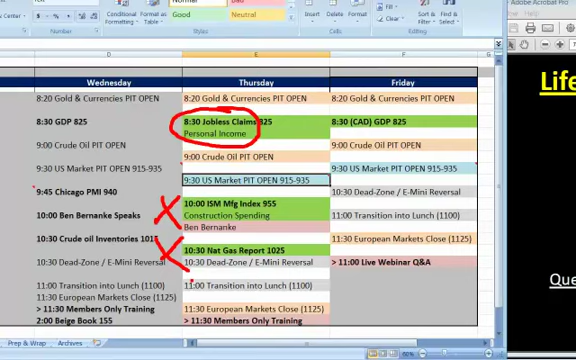 Adobe Acrobat Pro
Conditional Format as
Formatting Table
Normal
Bad
Good
Neutral
Insert Delete Format
Fill
Clear
Sort & Find &
Filter Select
Font
Alignment
Number
Styles
Cells
Editing
D E F G
Wednesday Thursday Friday
8:20 Gold & Currencies PIT OPEN 8:20 Gold & Currencies PIT OPEN 8:20 Gold & Currencies PIT OPEN
8:30 GDP 825 8:30 Jobless Claims 825 8:30 (CAD) GDP 825
Personal Income
9:00 Crude Oil PIT OPEN 9:00 Crude Oil PIT OPEN 9:00 Crude Oil PIT OPEN
9:30 US Market PIT OPEN 915-935 9:30 US Market PIT OPEN 915-935 9:30 US Market PIT OPEN 915-935
9:45 Chicago PMI 940 10:30 Dead-Zone / E-Mini Reversal
10:00 Ben Bernanke Speaks 10:00 ISM Mfg Index 955 11:00 Transition into Lunch (1100)
Construction Spending
Ben Bernanke
10:30 Crude oil Inventories 1015 10:30 Nat Gas Report 1025 11:30 European Markets Close (1125)
10:30 Dead-Zone / E-Mini Reversal 10:30 Dead-Zone / E-Mini Reversal > 11:00 Live Webinar Q&A
11:00 Transition into Lunch (1100) 11:00 Transition into Lunch (1100)
11:30 European Markets Close (1125)
> 11:30 Members Only Training 11:30 European Markets Close (1125)
2:00 Beige Book 155 > 11:30 Members Only Training
Prep & Wrap Archives
60%
Life
Que